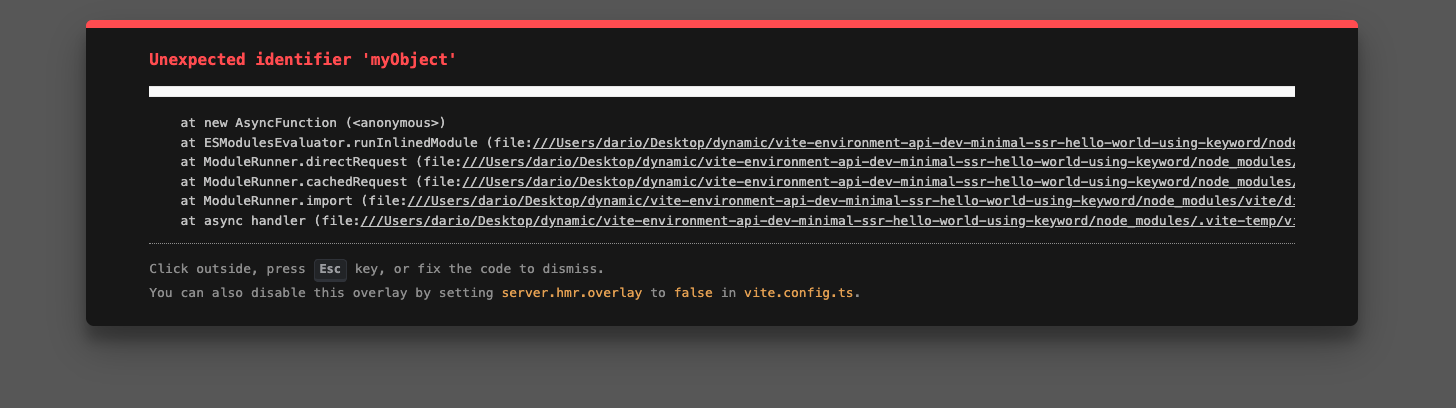 Unexpected identifier 'myObject'
at new AsyncFunction (<anonymous>)
at ESModulesEvaluator.runInlinedModule (file:///Users/dario/Desktop/dynamic/vite-environment-api-dev-minimal-ssr-hello-world-using-keyword/node
at ModuleRunner.directRequest (file:///Users/dario/Desktop/dynamic/vite-environment-api-dev-minimal-ssr-hello-world-using-keyword/node_modules/
at ModuleRunner.cachedRequest (file:///Users/dario/Desktop/dynamic/vite-environment-api-dev-minimal-ssr-hello-world-using-keyword/node_modules/
at ModuleRunner.import (file:///Users/dario/Desktop/dynamic/vite-environment-api-dev-minimal-ssr-hello-world-using-keyword/node_modules/vite/di
at async handler (file:///Users/dario/Desktop/dynamic/vite-environment-api-dev-minimal-ssr-hello-world-using-keyword/node_modules/.vite-temp/vi
Click outside, press Esc key, or fix the code to dismiss.
You can also disable this overlay by setting server.hmr.overlay to false in vite.config.ts.